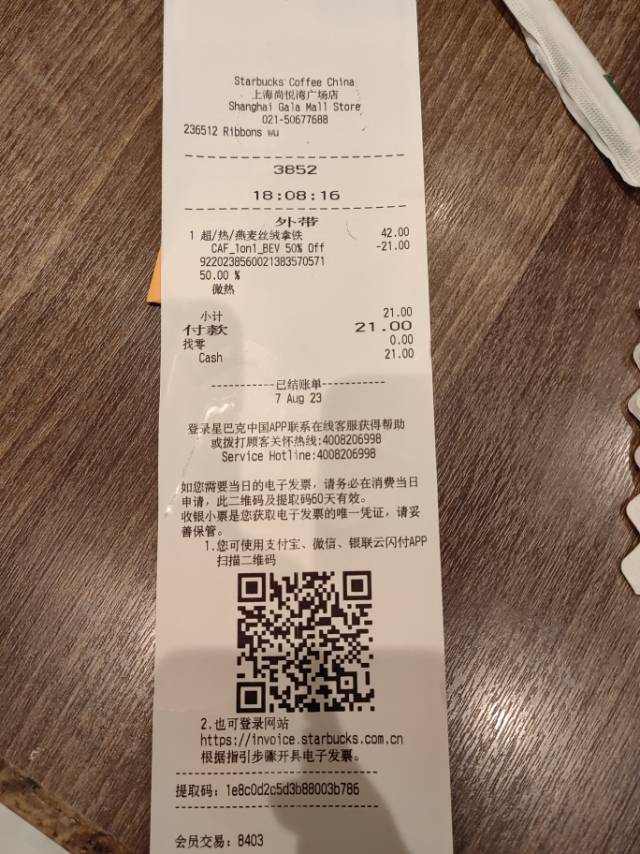 Starbucks Coffee China
上海尚悦湾广场店
Shanghai Gala Mall Store
021-50677688
236512 Ribbons wu
3852
18:08:16
外带
1 超/热/燕麦丝绒拿铁 42.00
CAF_1on1_BEV 50% Off -21.00
9220238560021383570571
50.00 %
微热
小计 21.00
付款 21.00
找零 0.00
Cash 21.00
-----------已结账单-----------
7 Aug 23
登录星巴克中国APP联系在线客服获得帮助
或拨打顾客关怀热线:4008206998
Service Hotline:4008206998
如您需要当日的电子发票，请务必在消费当日
申请，此二维码及提取码60天有效。
收银小票是您获取电子发票的唯一凭证，请妥
善保管。
1.您可使用支付宝、微信、银联云闪付APP
扫描二维码
2.也可登录网站
https://invoice.starbucks.com.cn
根据指引步骤开具电子发票。
提取码: 1e8c0d2c5d3b88003b786
会员交易: 8403